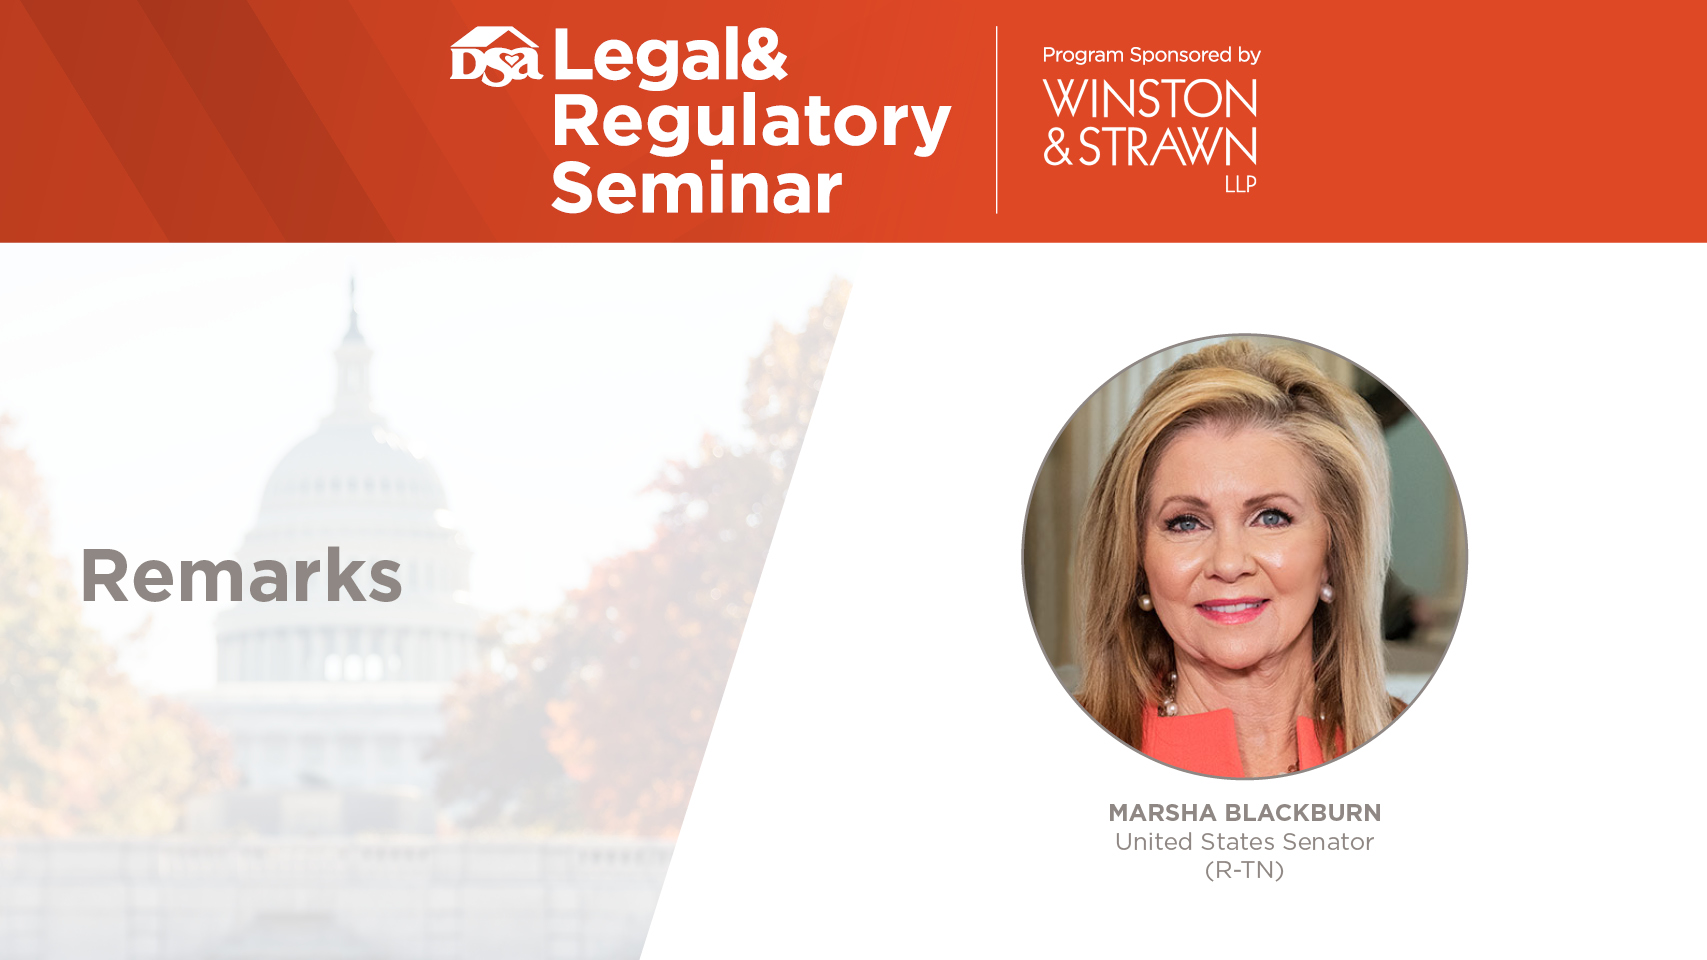 DSa Legal&
Regulatory
Seminar
Program Sponsored by
WINSTON
& STRAWN
LLP
Remarks
MARSHA BLACKBURN
United States Senator
(R-TN)